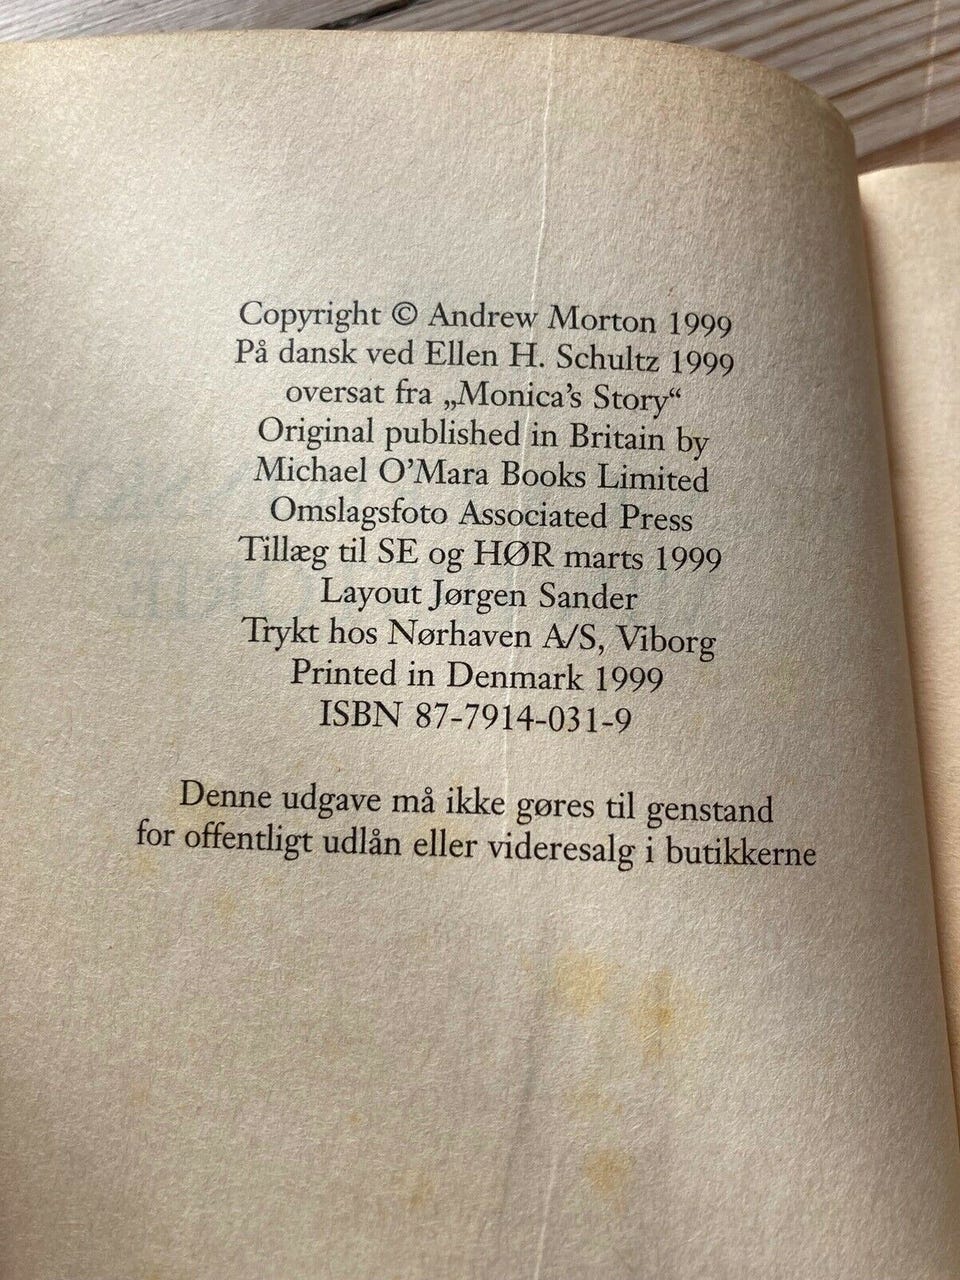 Copyright © Andrew Morton 1999
På dansk ved Ellen H. Schultz 1999
oversat fra „Monica's Story“
Original published in Britain by
Michael O'Mara Books Limited
Omslagsfoto Associated Press
Tillæg til SE og HØR marts 1999
Layout Jørgen Sander
Trykt hos Nørhaven A/S, Viborg
Printed in Denmark 1999
ISBN 87-7914-031-9
Denne udgave må ikke gøres til genstand
for offentligt udlån eller videresalg i butikkerne